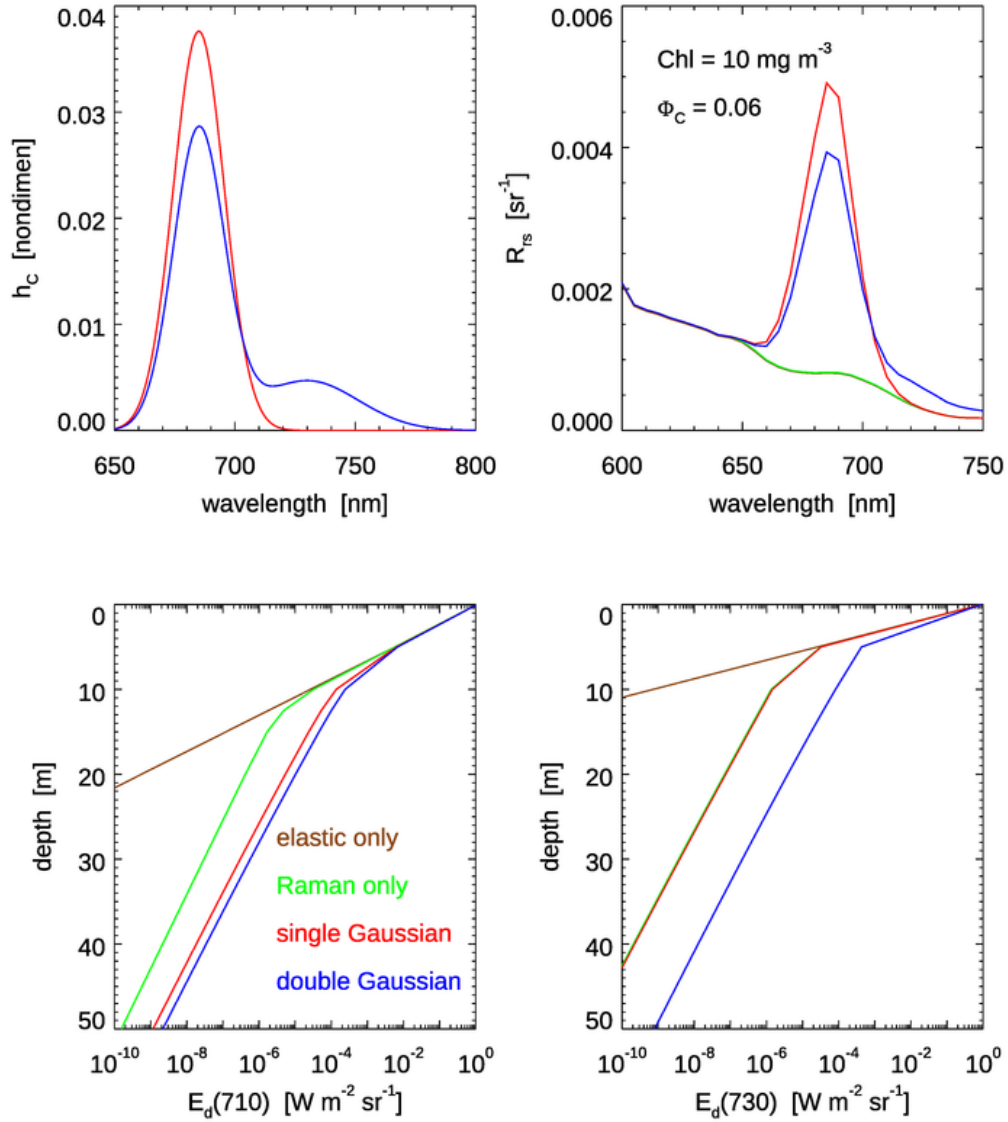 0.04
0.03
0.02
0.01
0.00
h_C [nondimen]
650 700 750 800
wavelength [nm]
0.006
0.004
0.002
0.000
R_rs [sr⁻¹]
Chl = 10 mg m⁻³
Φ_C = 0.06
600 650 700 750
wavelength [nm]
0
10
20
30
40
50
depth [m]
elastic only
Raman only
single Gaussian
double Gaussian
10⁻¹⁰ 10⁻⁸ 10⁻⁶ 10⁻⁴ 10⁻² 10⁰
E_d(710) [W m⁻² sr⁻¹]
0
10
20
30
40
50
depth [m]
10⁻¹⁰ 10⁻⁸ 10⁻⁶ 10⁻⁴ 10⁻² 10⁰
E_d(730) [W m⁻² sr⁻¹]